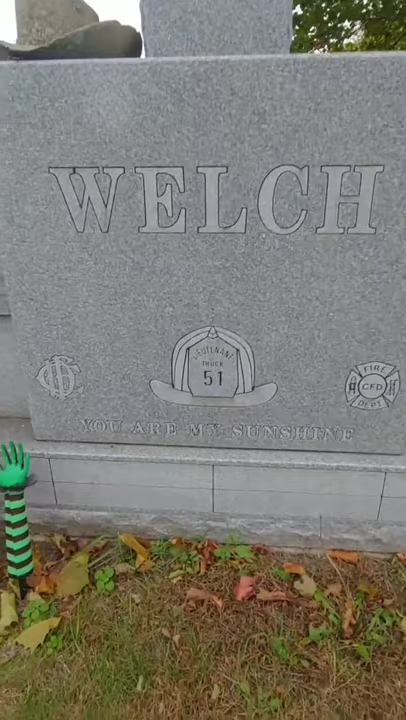 WELCH
LIEUTENANT
TRUCK
51
FIRE
CFD
DEPT.
YOU ARE MY SUNSHINE